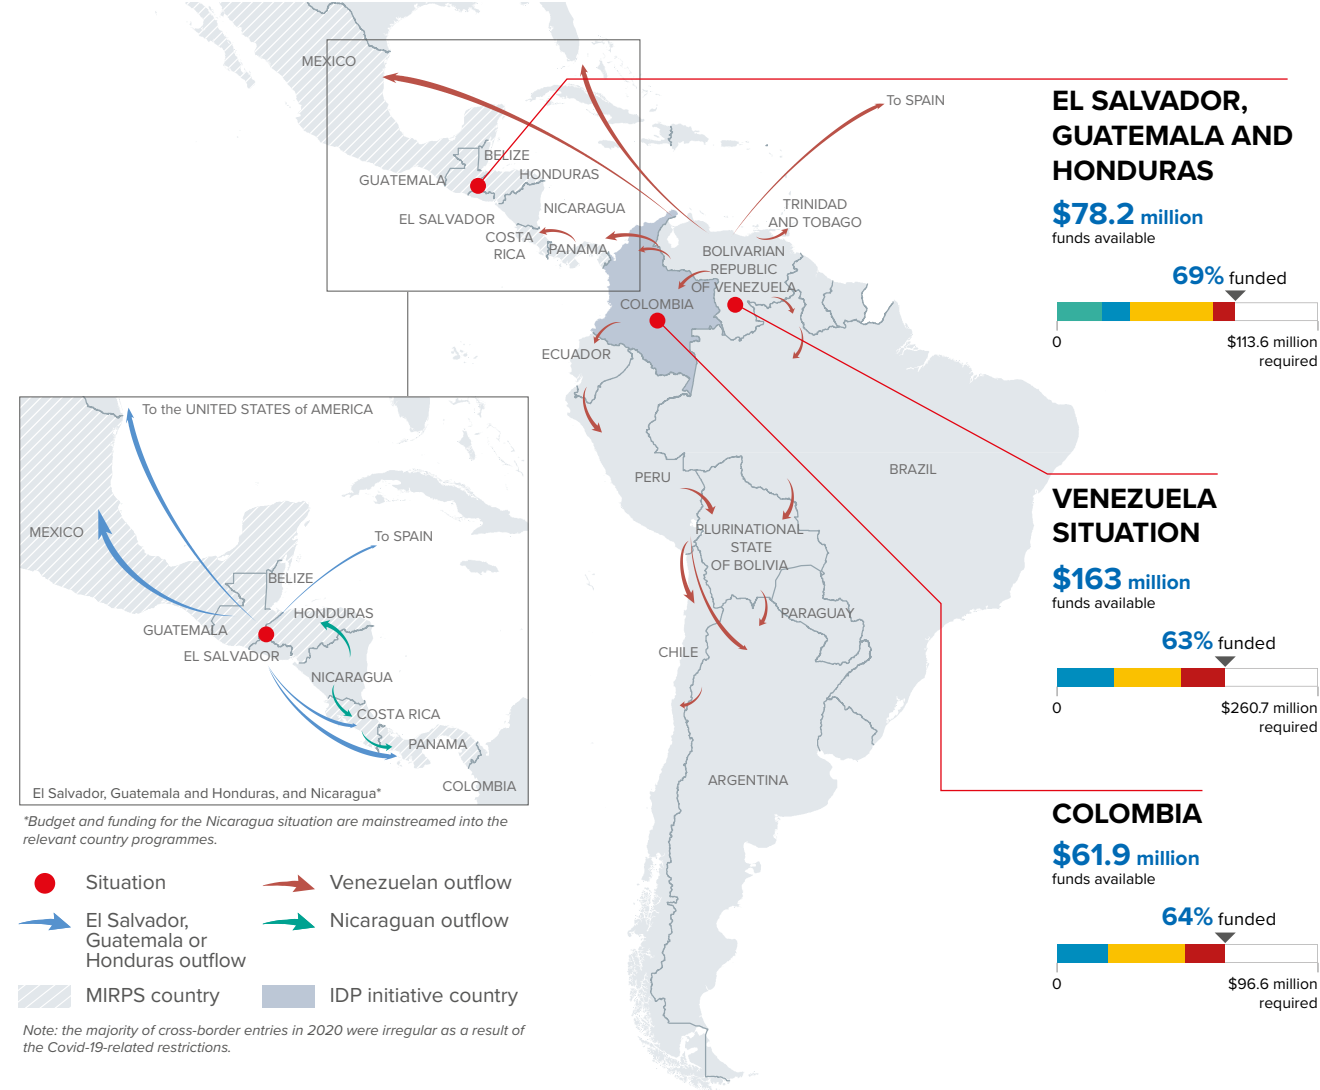 MEXICO
BELIZE
GUATEMALA
HONDURAS
EL SALVADOR
NICARAGUA
COSTA
RICA
PANAMA
To SPAIN
TRINIDAD
AND TOBAGO
BOLIVARIAN
REPUBLIC
OF VENEZUELA
COLOMBIA
ECUADOR
PERU
BRAZIL
PLURINATIONAL
STATE
OF BOLIVIA
PARAGUAY
CHILE
ARGENTINA
EL SALVADOR,
GUATEMALA AND
HONDURAS
$78.2 million
funds available
69% funded
0
$113.6 million
required
VENEZUELA
SITUATION
$163 million
funds available
63% funded
0
$260.7 million
required
COLOMBIA
$61.9 million
funds available
64% funded
0
$96.6 million
required
To the UNITED STATES of AMERICA
MEXICO
To SPAIN
BELIZE
HONDURAS
GUATEMALA
EL SALVADOR
NICARAGUA
COSTA RICA
PANAMA
COLOMBIA
El Salvador, Guatemala and Honduras, and Nicaragua*
*Budget and funding for the Nicaragua situation are mainstreamed into the
relevant country programmes.
Situation
Venezuelan outflow
El Salvador,
Guatemala or
Honduras outflow
Nicaraguan outflow
MIRPS country
IDP initiative country
Note: the majority of cross-border entries in 2020 were irregular as a result of
the Covid-19-related restrictions.